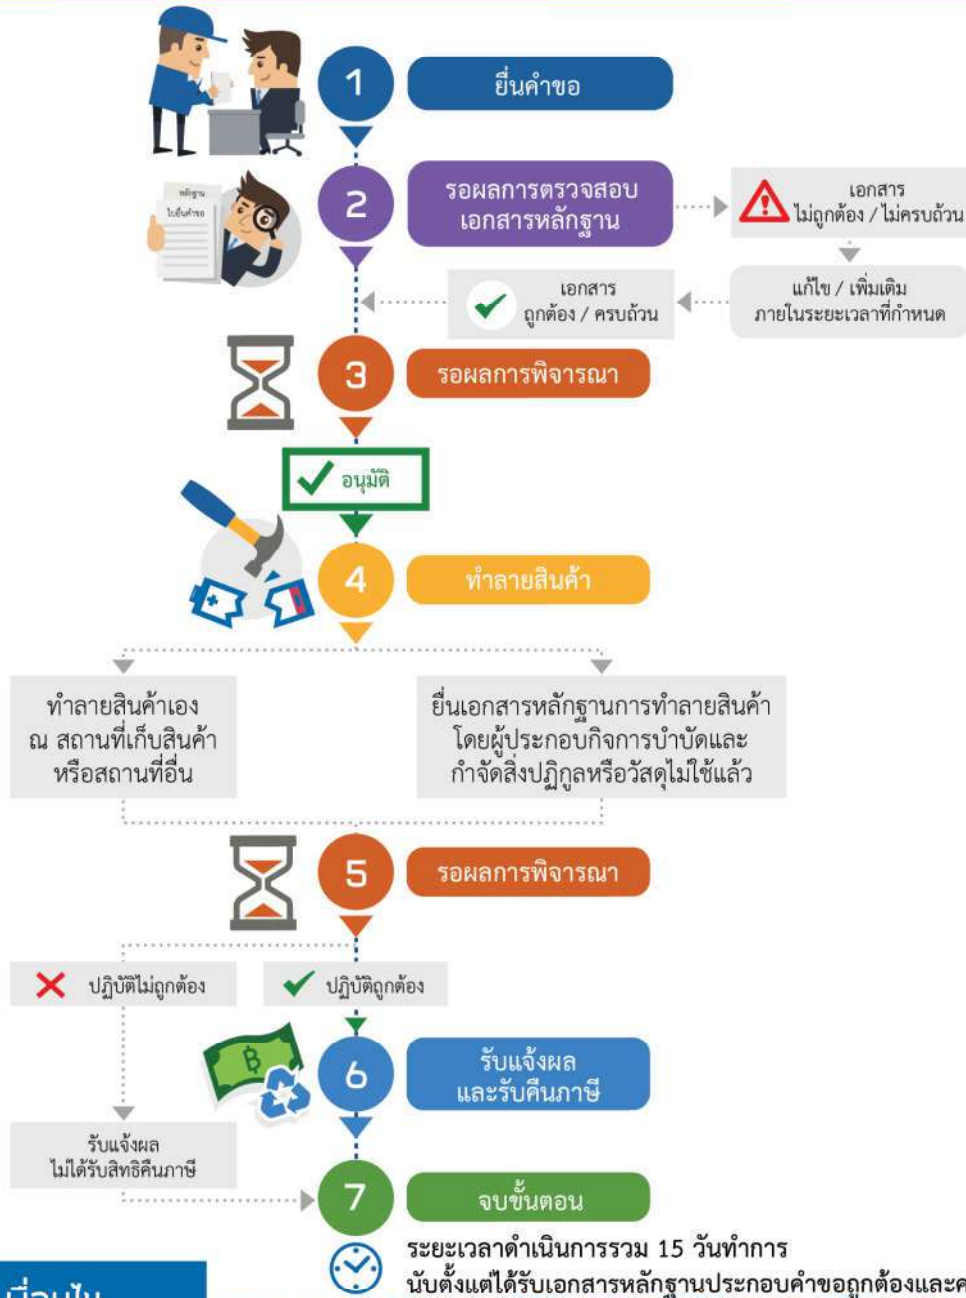 1
ยื่นคำขอ
หลักฐาน
ใบยื่นคำขอ
2
รอผลการตรวจสอบ
เอกสารหลักฐาน
เอกสาร
ไม่ถูกต้อง / ไม่ครบถ้วน
แก้ไข / เพิ่มเติม
ภายในระยะเวลาที่กำหนด
เอกสาร
ถูกต้อง / ครบถ้วน
3
รอผลการพิจารณา
อนุมัติ
4
ทำลายสินค้า
ทำลายสินค้าเอง
ณ สถานที่เก็บสินค้า
หรือสถานที่อื่น
ยื่นเอกสารหลักฐานการทำลายสินค้า
โดยผู้ประกอบกิจการบำบัดและ
กำจัดสิ่งปฏิกูลหรือวัสดุไม่ใช้แล้ว
5
รอผลการพิจารณา
ปฏิบัติไม่ถูกต้อง
ปฏิบัติถูกต้อง
฿
6
รับแจ้งผล
และรับคืนภาษี
รับแจ้งผล
ไม่ได้รับสิทธิคืนภาษี
7
จบขั้นตอน
ระยะเวลาดำเนินการรวม 15 วันทำการ
นับตั้งแต่ได้รับเอกสารหลักฐานประกอบคำขอถูกต้องและ